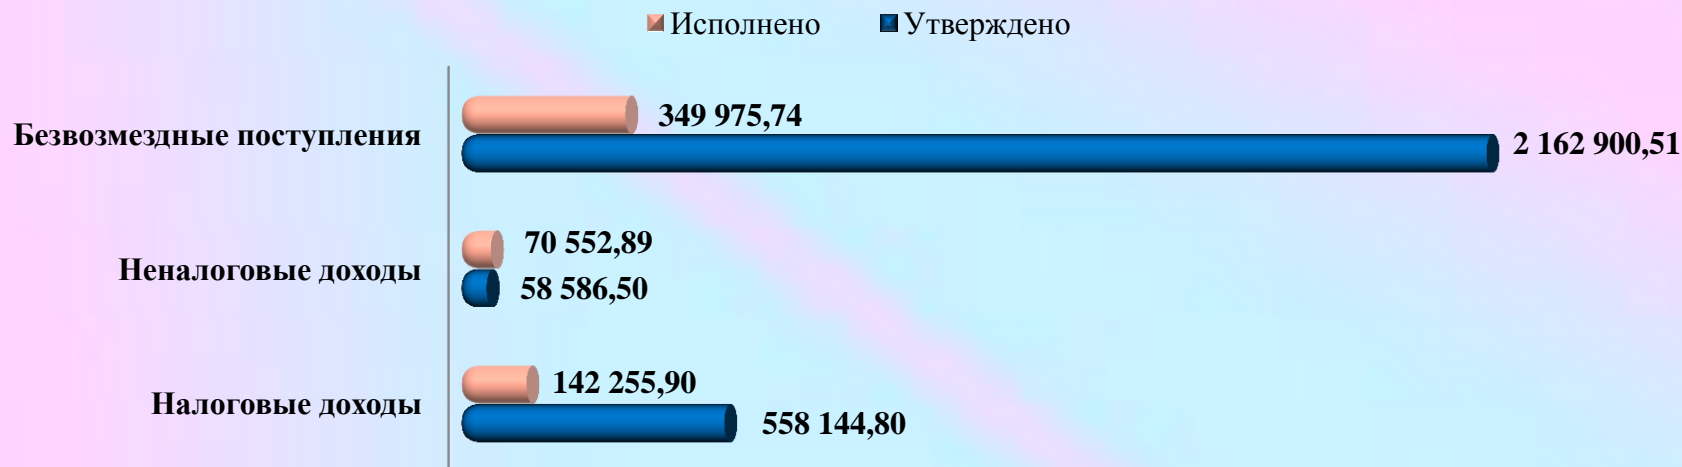 Исполнено Утверждено
349 975,74
Безвозмездные поступления
2 162 900,51
70 552,89
Неналоговые доходы
58 586,50
142 255,90
Налоговые доходы
558 144,80